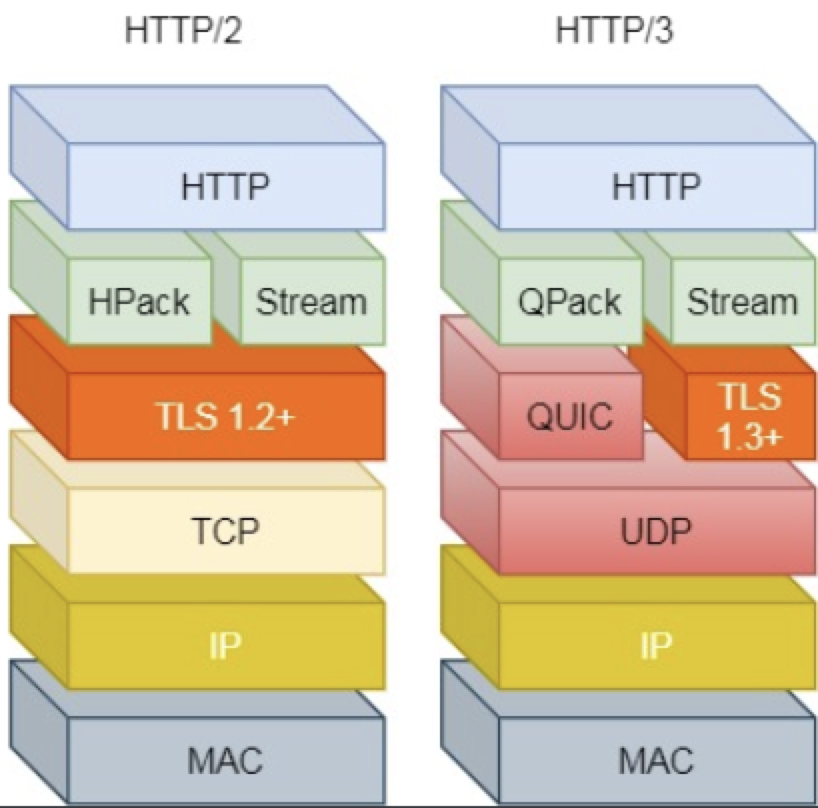 HTTP/2
HTTP
HPack
Stream
TLS 1.2+
TCP
IP
MAC
HTTP/3
HTTP
QPack
Stream
QUIC
TLS
1.3+
UDP
IP
MAC